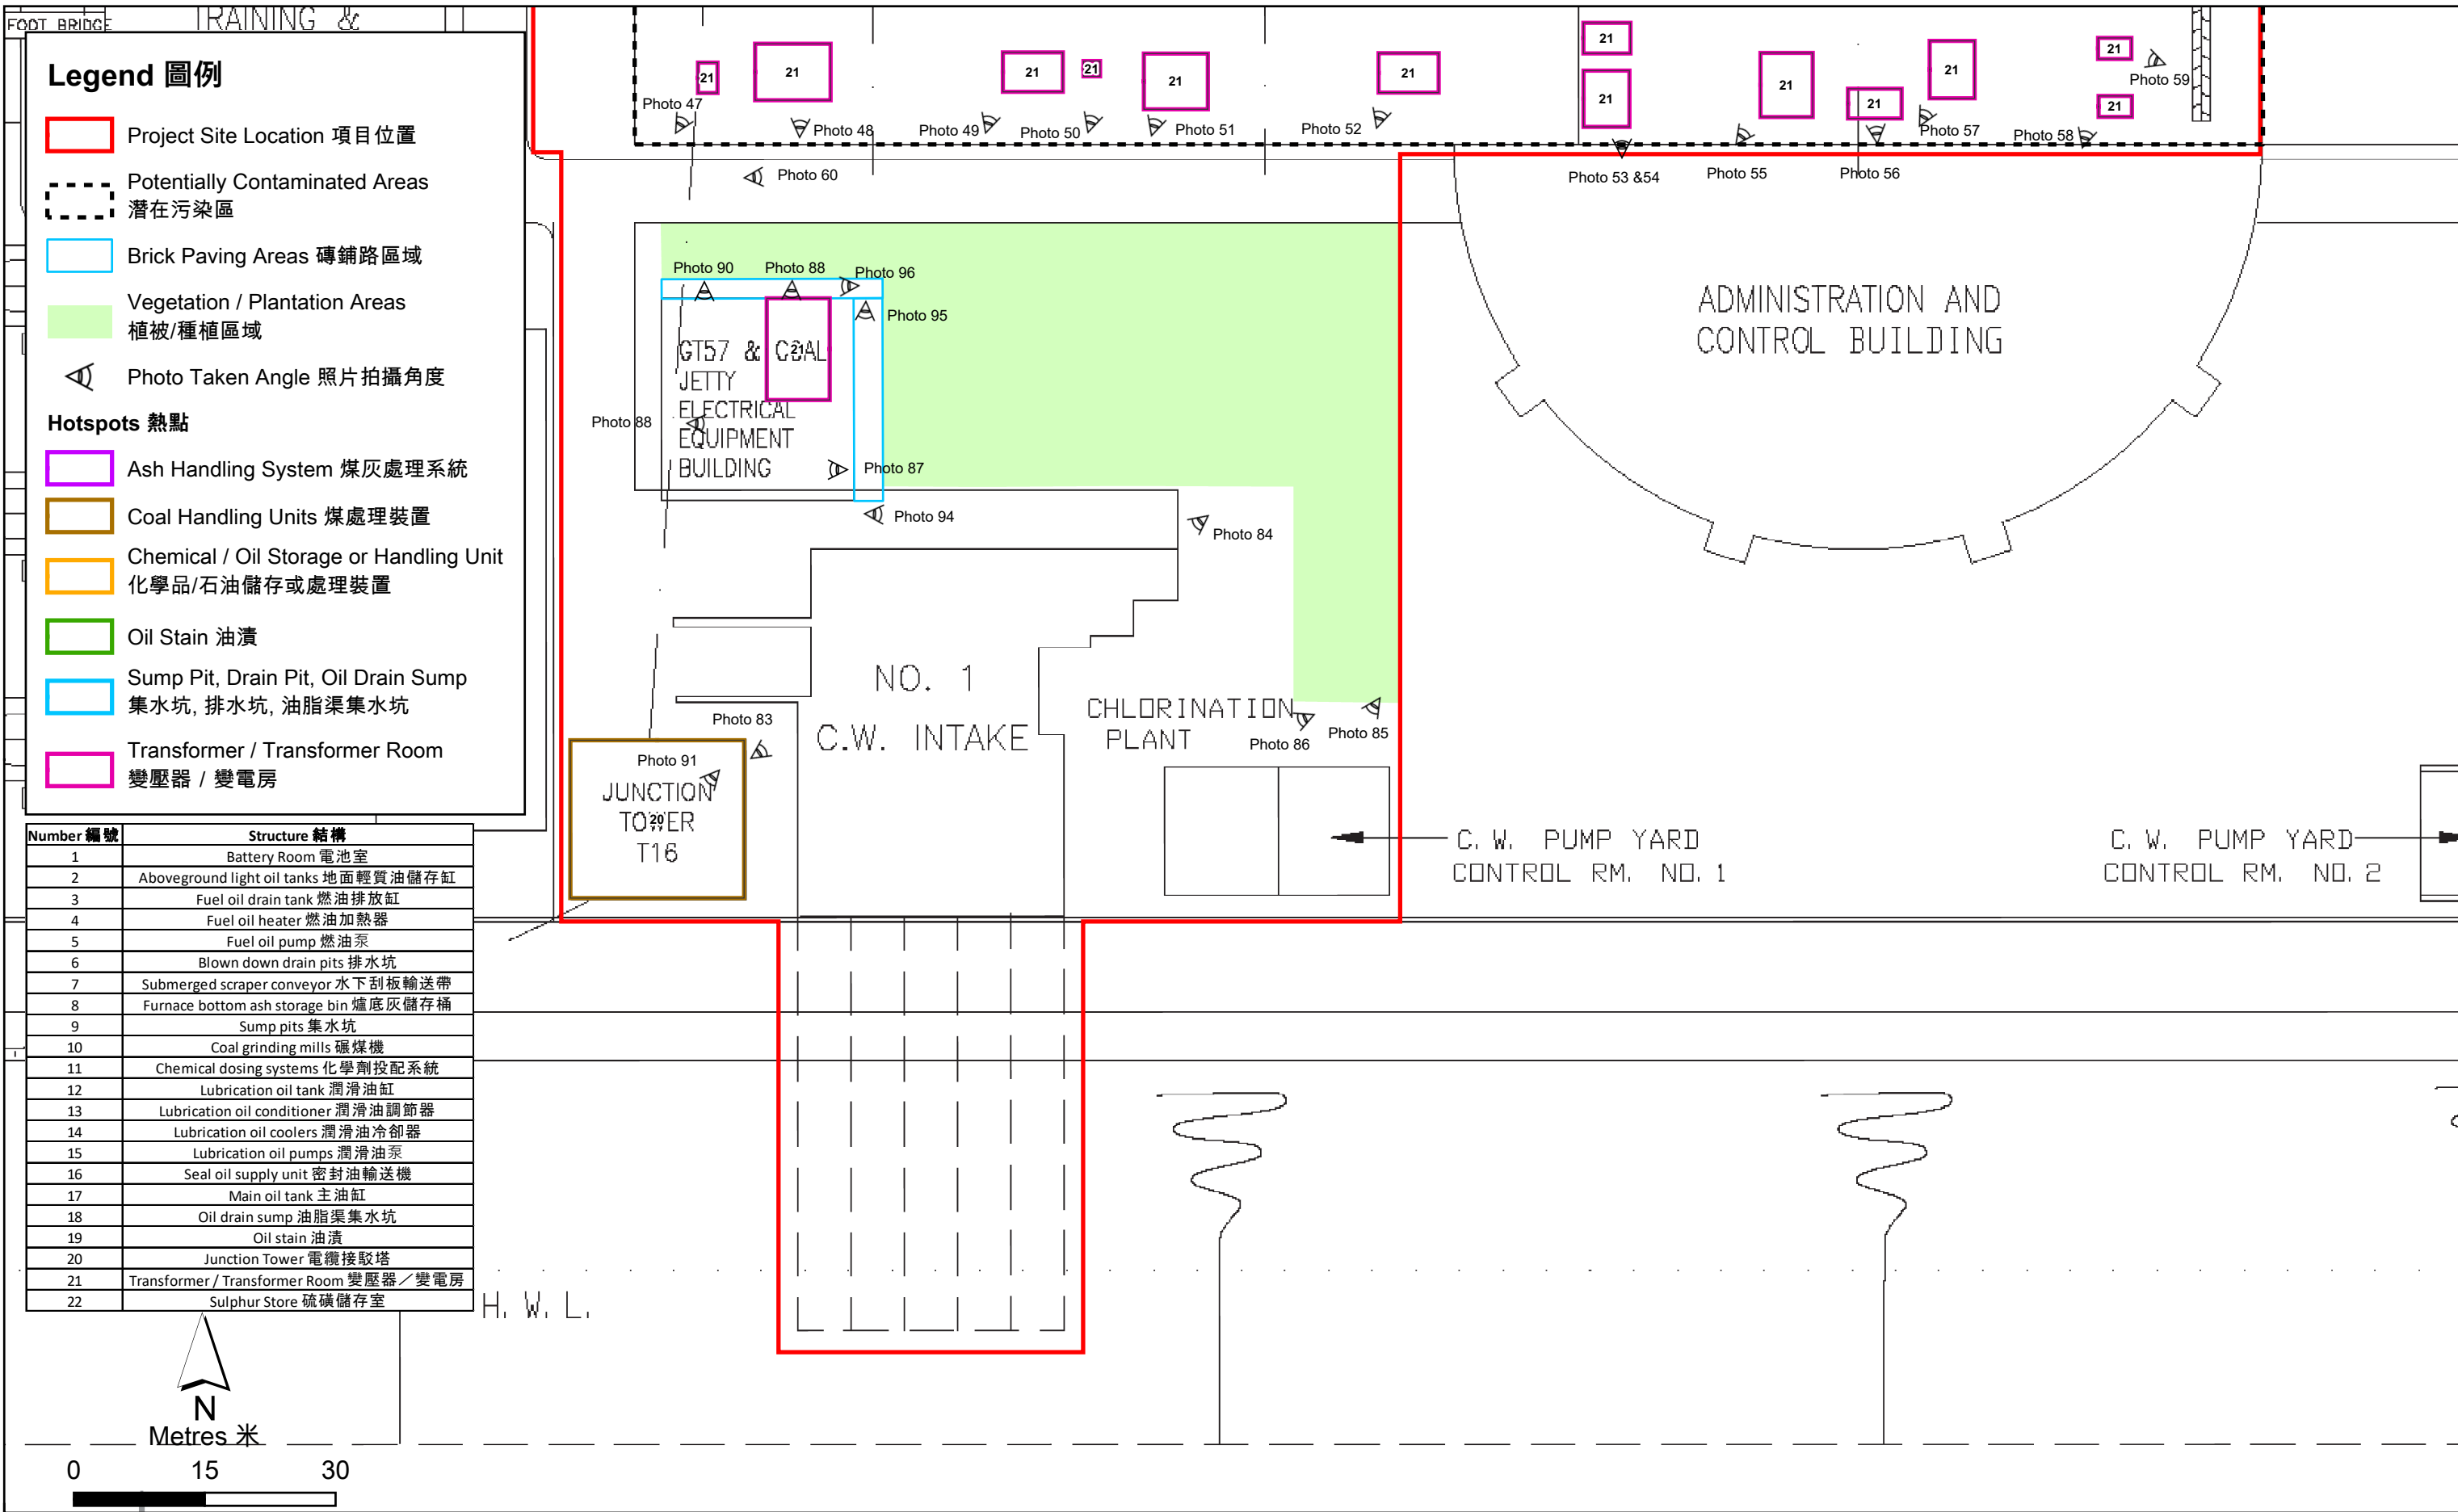 FOOT BRIDGE
TRAINING &
Legend 圖例
Project Site Location 項目位置
Potentially Contaminated Areas
潛在污染區
Brick Paving Areas 磚鋪路區域
Vegetation / Plantation Areas
植被/種植區域
Photo Taken Angle 照片拍攝角度
Hotspots 熱點
Ash Handling System 煤灰處理系統
Coal Handling Units 煤處理裝置
Chemical / Oil Storage or Handling Unit
化學品/石油儲存或處理裝置
Oil Stain 油漬
Sump Pit, Drain Pit, Oil Drain Sump
集水坑, 排水坑, 油脂渠集水坑
Transformer / Transformer Room
變壓器 / 變電房
Number 編號 Structure 結構
1 Battery Room 電池室
2 Aboveground light oil tanks 地面輕質油儲存缸
3 Fuel oil drain tank 燃油排放缸
4 Fuel oil heater 燃油加熱器
5 Fuel oil pump 燃油泵
6 Blown down drain pits 排水坑
7 Submerged scraper conveyor 水下刮板輸送帶
8 Furnace bottom ash storage bin 爐底灰儲存桶
9 Sump pits 集水坑
10 Coal grinding mills 碾煤機
11 Chemical dosing systems 化學劑投配系統
12 Lubrication oil tank 潤滑油缸
13 Lubrication oil conditioner 潤滑油調節器
14 Lubrication oil coolers 潤滑油冷卻器
15 Lubrication oil pumps 潤滑油泵
16 Seal oil supply unit 密封油輸送機
17 Main oil tank 主油缸
18 Oil drain sump 油脂渠集水坑
19 Oil stain 油漬
20 Junction Tower 電纜接駁塔
21 Transformer / Transformer Room 變壓器／變電房
22 Sulphur Store 硫磺儲存室
N
Metres 米
0 15 30
21 21 21 21 21 21 21 21 21 21 21 21 21
Photo 47
Photo 48
Photo 49
Photo 50
Photo 51
Photo 52
Photo 53 &54
Photo 55
Photo 56
Photo 57
Photo 58
Photo 59
Photo 60
Photo 90
Photo 88
Photo 96
Photo 95
GT57 & COAL
21
JETTY
ELECTRICAL
EQUIPMENT
BUILDING
Photo 88
Photo 87
Photo 94
Photo 84
ADMINISTRATION AND
CONTROL BUILDING
NO. 1
C.W. INTAKE
CHLORINATION
PLANT
Photo 86
Photo 85
Photo 83
Photo 91
JUNCTION
TOWER
20
T16
C. W. PUMP YARD
CONTROL RM. NO. 1
C. W. PUMP YARD
CONTROL RM. NO. 2
H. W. L.